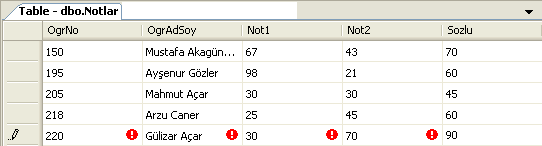 Table - dbo.Notlar
OgrNo OgrAdSoy Not1 Not2 Sozlu
150 Mustafa Akagün... 67 43 70
195 Ayşenur Gözler 98 21 60
205 Mahmut Açar 30 30 45
218 Arzu Caner 25 45 60
220 Gülizar Açar 30 70 90